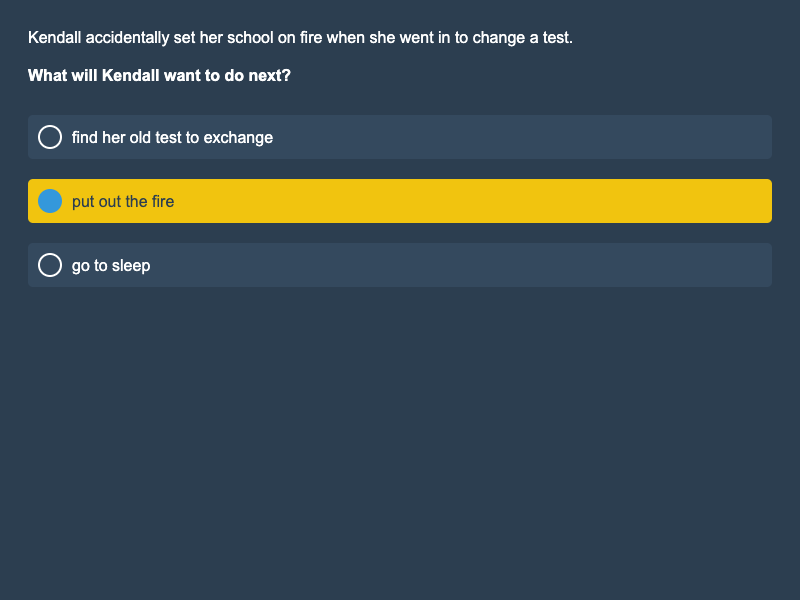 Kendall accidentally set her school on fire when she went in to change a test.
What will Kendall want to do next?
find her old test to exchange
put out the fire
go to sleep